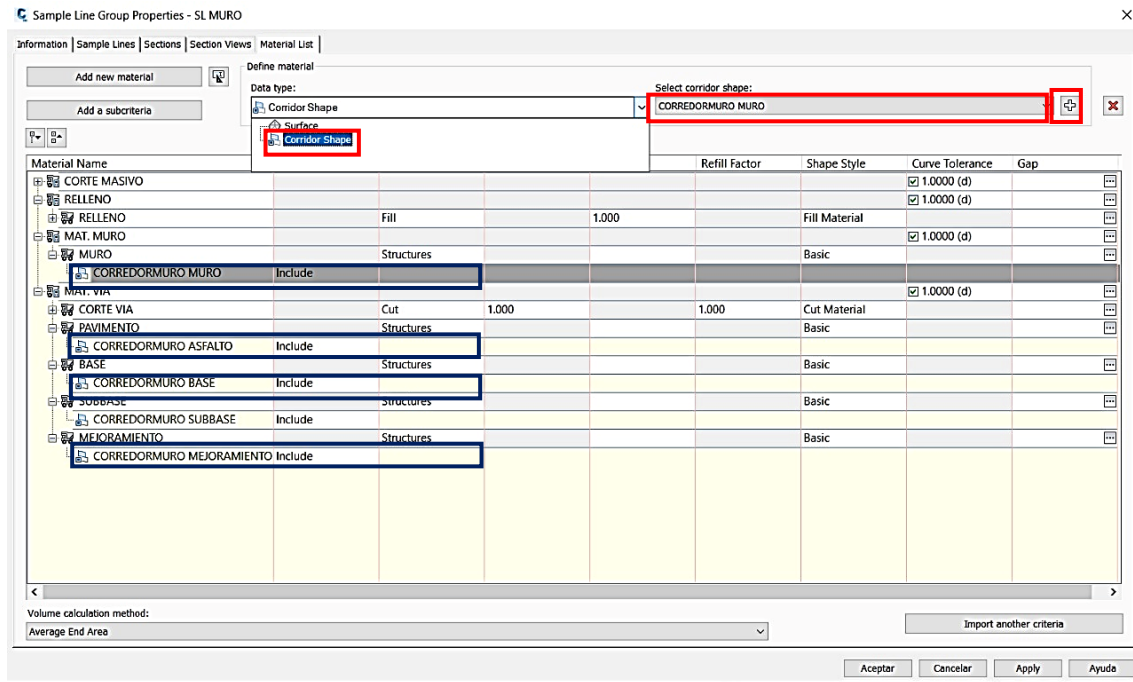 Sample Line Group Properties - SL MURO
Information Sample Lines Sections Section Views Material List
Add new material
Define material
Data type:
Select corridor shape:
Corridor Shape
CORREDORMURO MURO
Add a subcriteria
Surface
Corridor Shape
Material Name Refill Factor Shape Style Curve Tolerance Gap
CORTE MASIVO 1.0000 (d) ...
RELLENO 1.0000 (d) ...
RELLENO Fill 1.000 Fill Material ...
MAT. MURO 1.0000 (d) ...
MURO Structures Basic ...
CORREDORMURO MURO Include
MAT. VIA 1.0000 (d) ...
CORTE VIA Cut 1.000 1.000 Cut Material ...
PAVIMENTO Structures Basic ...
CORREDORMURO ASFALTO Include
BASE Structures Basic ...
CORREDORMURO BASE Include
SUBBASE Structures Basic ...
CORREDORMURO SUBBASE Include
MEJORAMIENTO Structures Basic ...
CORREDORMURO MEJORAMIENTO Include
Volume calculation method:
Average End Area
Import another criteria
Aceptar Cancelar Apply Ayuda